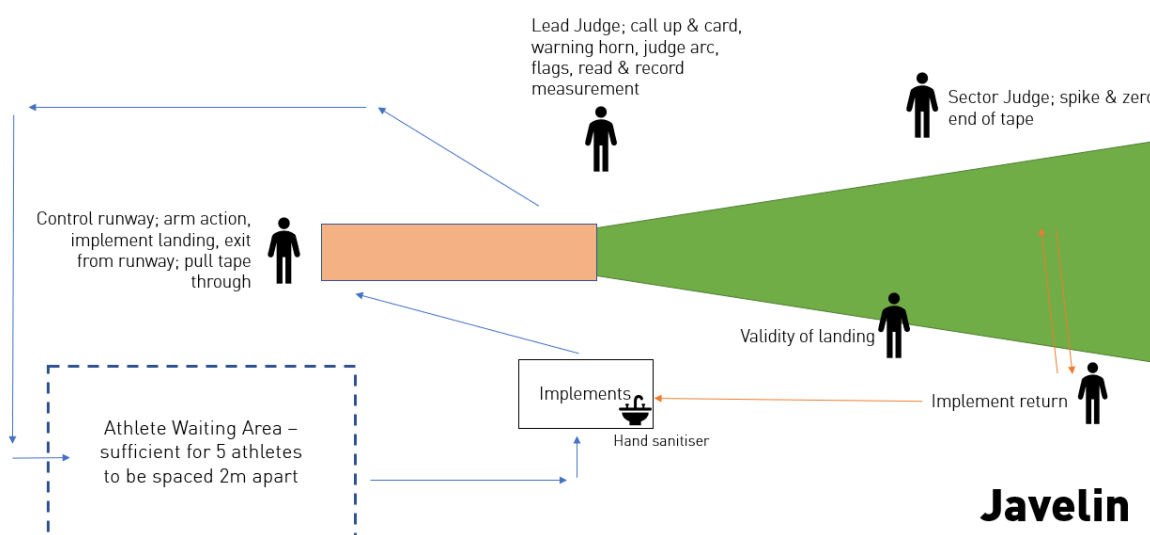 Lead Judge; call up & card,
warning horn, judge arc,
flags, read & record
measurement
Sector Judge; spike &
end of tape
Control runway; arm action,
implement landing, exit
from runway; pull tape
through
Validity of landing
Implements
Hand sanitiser
Implement return
Athlete Waiting Area –
sufficient for 5 athletes
to be spaced 2m apart
Javelin